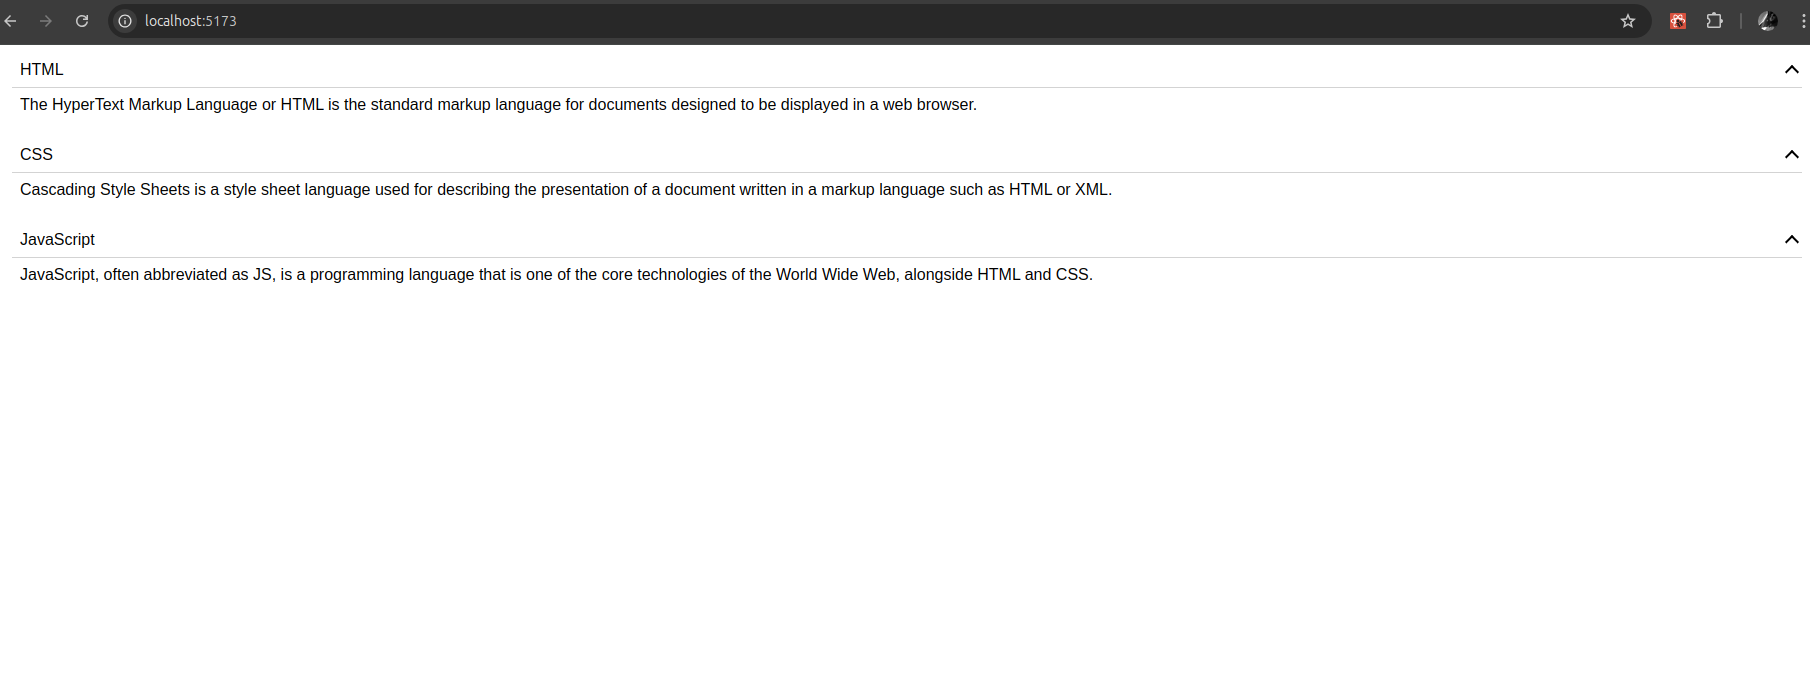 localhost:5173
HTML
The HyperText Markup Language or HTML is the standard markup language for documents designed to be displayed in a web browser.
CSS
Cascading Style Sheets is a style sheet language used for describing the presentation of a document written in a markup language such as HTML or XML.
JavaScript
JavaScript, often abbreviated as JS, is a programming language that is one of the core technologies of the World Wide Web, alongside HTML and CSS.